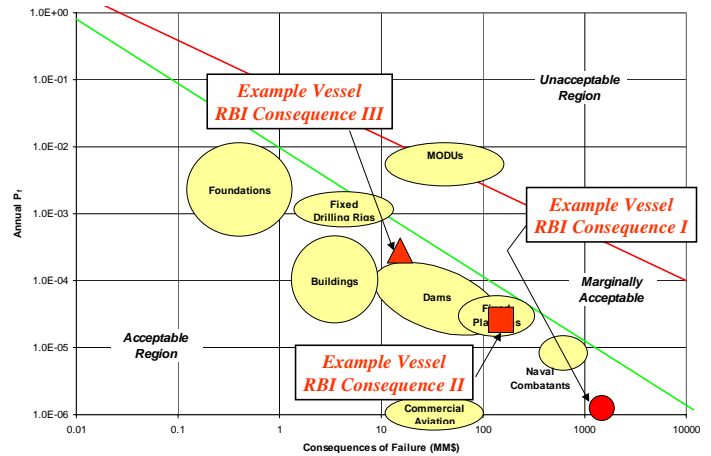 1.0E+00
1.0E-01
1.0E-02
1.0E-03
1.0E-04
1.0E-05
1.0E-06
Annual Pf
Unacceptable
Region
Example Vessel
RBI Consequence III
MODUs
Foundations
Fixed
Drilling Rigs
Example Vessel
RBI Consequence I
Buildings
Dams
Marginally
Acceptable
Acceptable
Region
Example Vessel
RBI Consequence II
Naval
Combatants
Commercial
Aviation
0.01
0.1
1
10
100
1000
10000
Consequences of Failure (MM$)